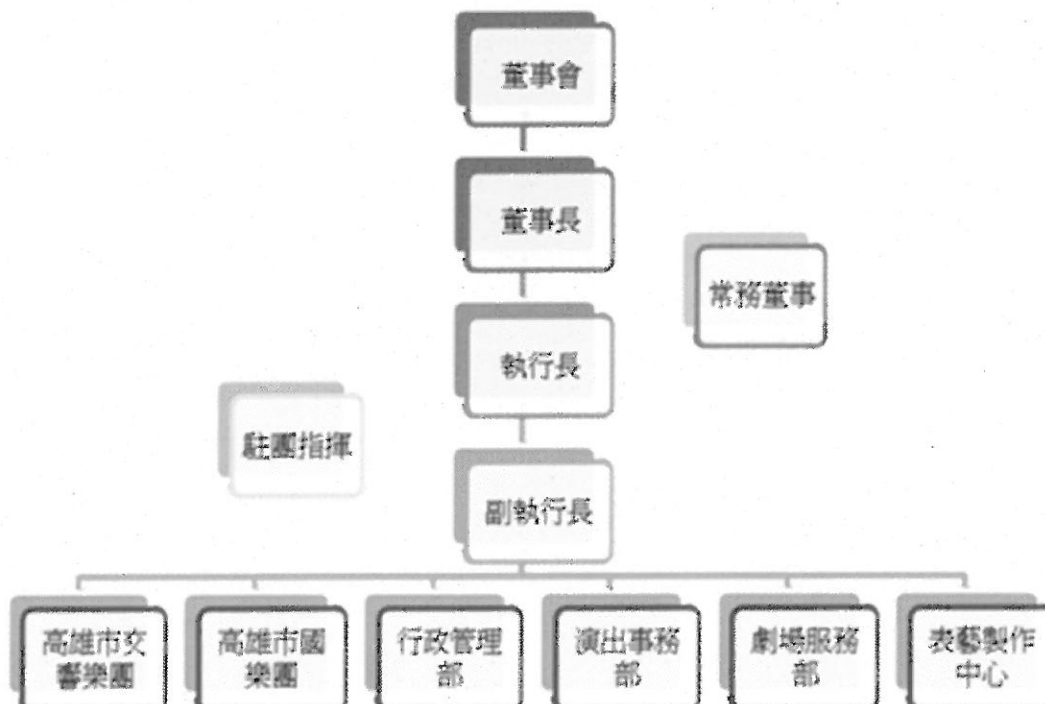 董事會
董事長
常務董事
執行長
駐團指揮
副執行長
高雄市交
響樂團
高雄市國
樂團
行政管理
部
演出事務
部
劇場服務
部
表藝製作
中心